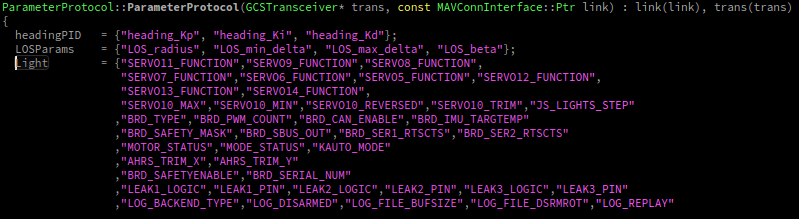 ParameterProtocol::ParameterProtocol(GCSTransceiver* trans, const MAVConnInterface::Ptr link) : link(link), trans(trans)
{
headingPID = {"heading_Kp", "heading_Ki", "heading_Kd"};
LOSParams = {"LOS_radius", "LOS_min_delta", "LOS_max_delta", "LOS_beta"};
Light = {"SERVO11_FUNCTION","SERVO9_FUNCTION","SERVO8_FUNCTION",
"SERVO7_FUNCTION","SERVO6_FUNCTION","SERVO5_FUNCTION","SERVO12_FUNCTION",
"SERVO13_FUNCTION","SERVO14_FUNCTION",
"SERVO10_MAX","SERVO10_MIN","SERVO10_REVERSED","SERVO10_TRIM","JS_LIGHTS_STEP"
,"BRD_TYPE","BRD_PWM_COUNT","BRD_CAN_ENABLE","BRD_IMU_TARGTEMP"
,"BRD_SAFETY_MASK","BRD_SBUS_OUT","BRD_SER1_RTSCTS","BRD_SER2_RTSCTS"
,"MOTOR_STATUS","MODE_STATUS","KAUTO_MODE"
,"AHRS_TRIM_X","AHRS_TRIM_Y"
,"BRD_SAFETYENABLE","BRD_SERIAL_NUM"
,"LEAK1_LOGIC","LEAK1_PIN","LEAK2_LOGIC","LEAK2_PIN","LEAK3_LOGIC","LEAK3_PIN"
,"LOG_BACKEND_TYPE","LOG_DISARMED","LOG_FILE_BUFSIZE","LOG_FILE_DSRMROT","LOG_REPLAY"